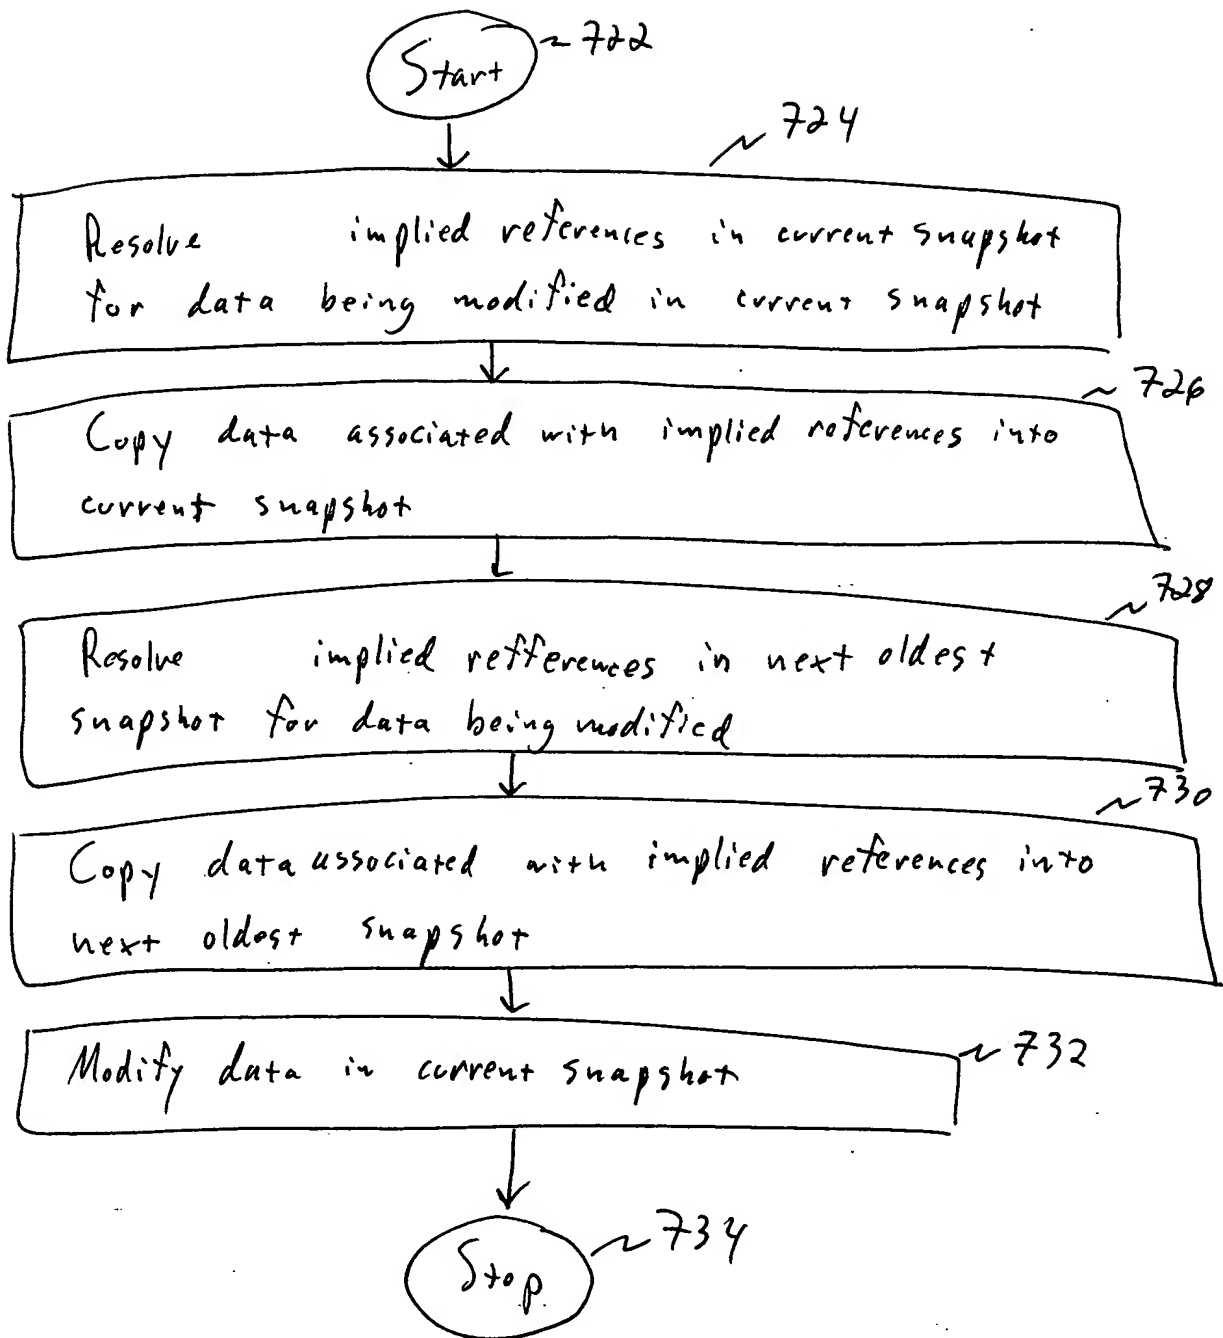 Start
722
724
Resolve implied references in current snapshot
for data being modified in current snapshot
726
Copy data associated with implied references into
current snapshot
728
Resolve implied refferences in next oldest
snapshot for data being modified
730
Copy data associated with implied references into
next oldest snapshot
Modify data in current snapshot
732
Stop
734